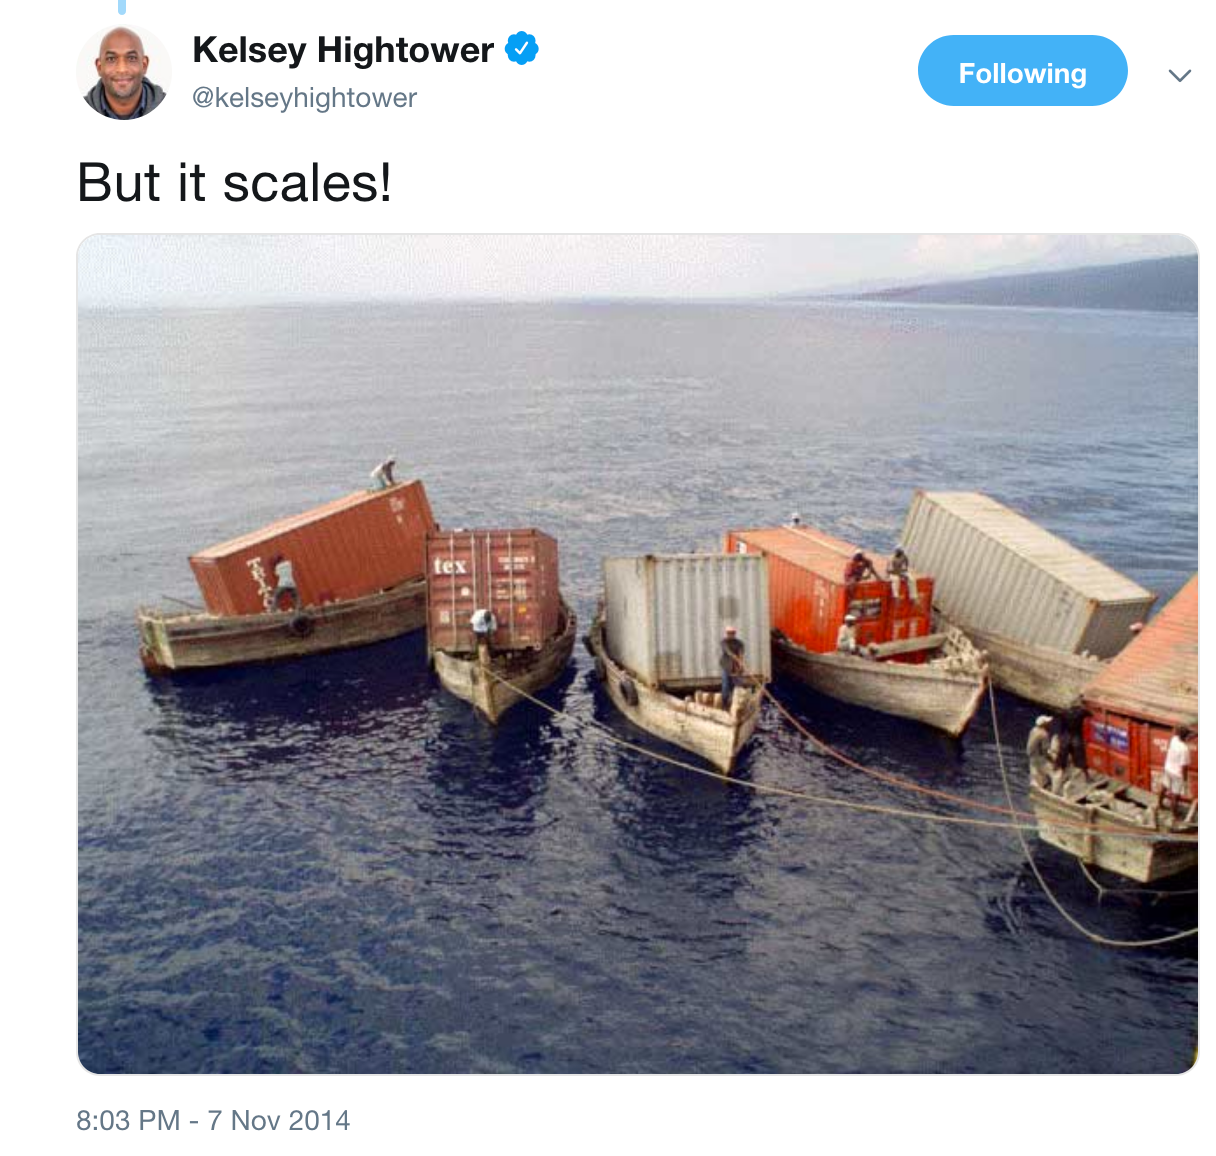 Kelsey Hightower
@kelseyhightower
Following
But it scales!
tex
8:03 PM - 7 Nov 2014